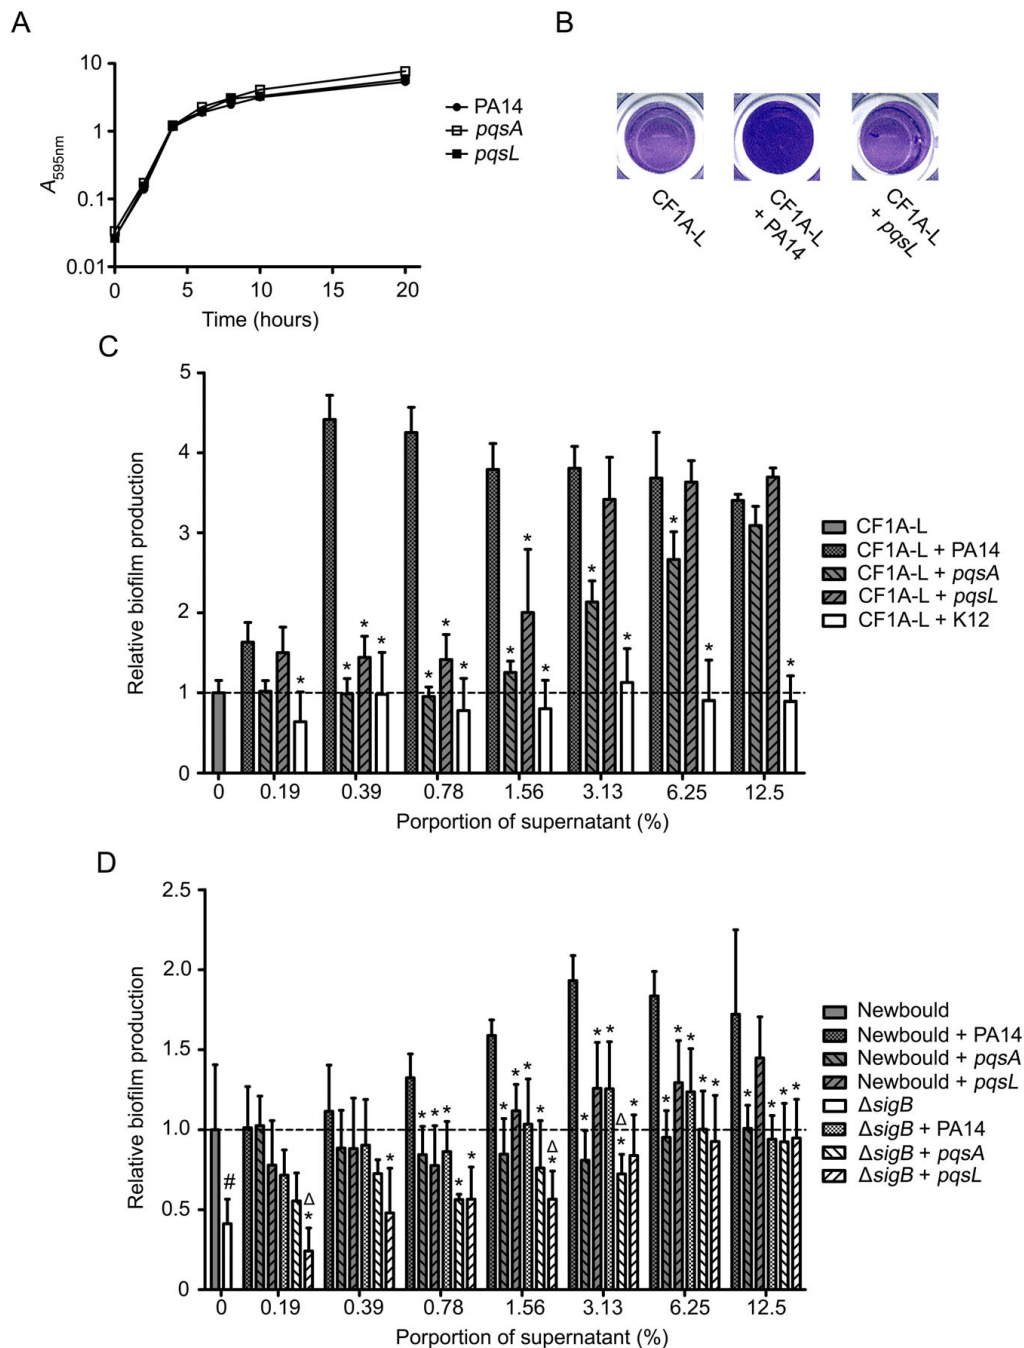 A
10
1
0.1
0.01
A595nm
0
5
10
15
20
Time (hours)
PA14
pqsA
pqsL
B
CF1A-L
CF1A-L
+ PA14
CF1A-L
+ pqsL
C
5
4
3
2
1
0
Relative biofilm production
* * * * * * * * * * * * * * *
0 0.19 0.39 0.78 1.56 3.13 6.25 12.5
Porportion of supernatant (%)
CF1A-L
CF1A-L + PA14
CF1A-L + pqsA
CF1A-L + pqsL
CF1A-L + K12
D
2.5
2.0
1.5
1.0
0.5
0
Relative biofilm production
#
Δ
*
*
* * * * *
* * * * Δ
*
* * * Δ
* *
* * * * *
* * * *
0 0.19 0.39 0.78 1.56 3.13 6.25 12.5
Porportion of supernatant (%)
Newbould
Newbould + PA14
Newbould + pqsA
Newbould + pqsL
ΔsigB
ΔsigB + PA14
ΔsigB + pqsA
ΔsigB + pqsL